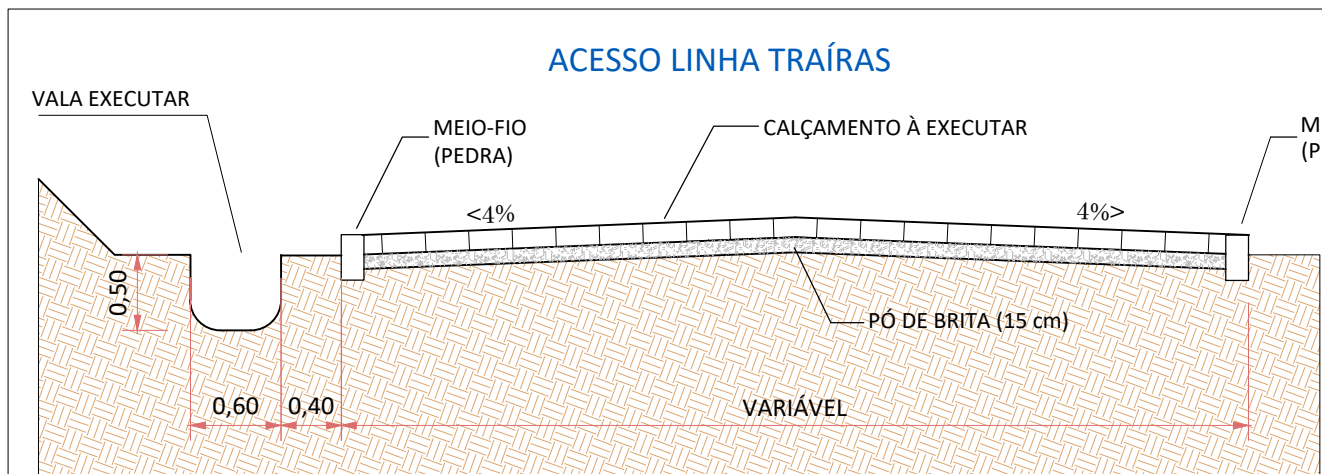 ACESSO LINHA TRAÍRAS
VALA EXECUTAR
MEIO-FIO
(PEDRA)
CALÇAMENTO À EXECUTAR
M
(P
<4%
4%>
0,50
PÓ DE BRITA (15 cm)
0,60
0,40
VARIÁVEL